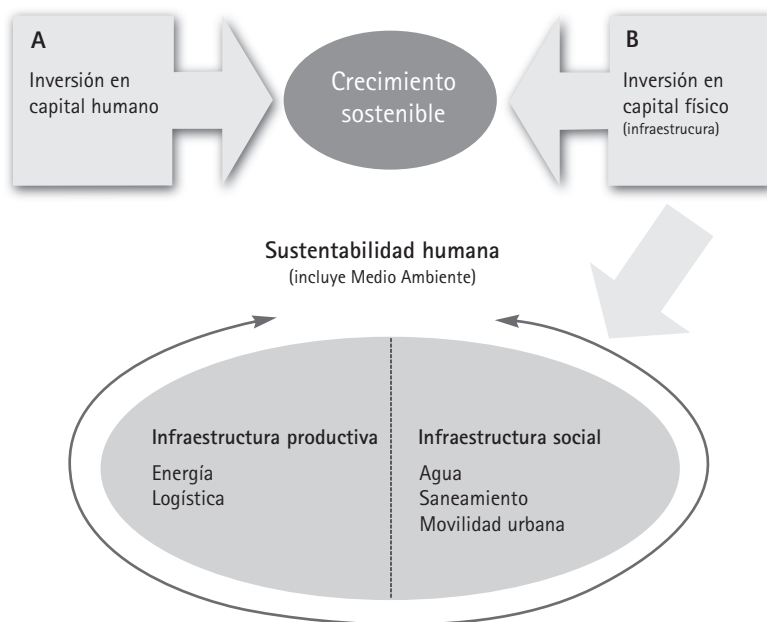 A
Inversión en
capital humano
Crecimiento
sostenible
B
Inversión en
capital físico
(infraestrucura)
Sustentabilidad humana
(incluye Medio Ambiente)
Infraestructura productiva
Energía
Logística
Infraestructura social
Agua
Saneamiento
Movilidad urbana